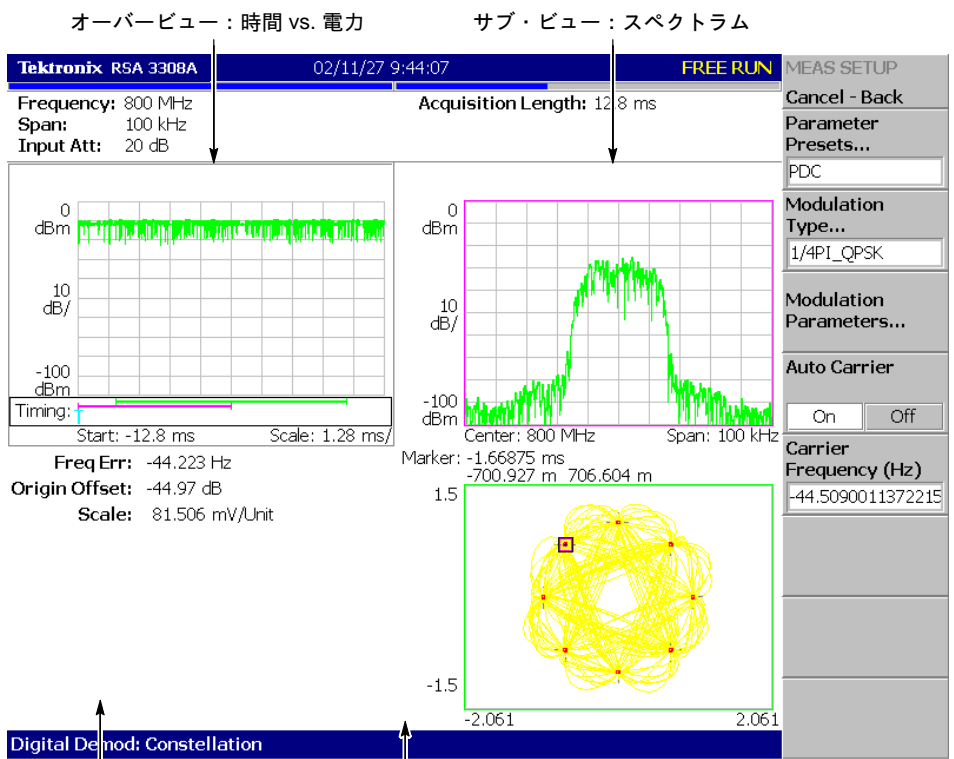 オーバービュー：時間 vs. 電力
サブ・ビュー：スペクトラム
Tektronix RSA 3308A
02/11/27 9:44:07
FREE RUN
MEAS SETUP
Cancel - Back
Frequency: 800 MHz
Acquisition Length: 12.8 ms
Span: 100 kHz
Input Att: 20 dB
Parameter
Presets...
PDC
Modulation
Type...
1/4PI_QPSK
Modulation
Parameters...
Auto Carrier
On Off
Carrier
Frequency (Hz)
-44.5090011372215
0
dBm
10
dB/
-100
dBm
Timing:
Start: -12.8 ms
Scale: 1.28 ms/
0
dBm
10
dB/
-100
dBm
Center: 800 MHz
Span: 100 kHz
Freq Err: -44.223 Hz
Origin Offset: -44.97 dB
Scale: 81.506 mV/Unit
Marker: -1.66875 ms
-700.927 m 706.604 m
1.5
-1.5
-2.061
2.061
Digital Demod: Constellation